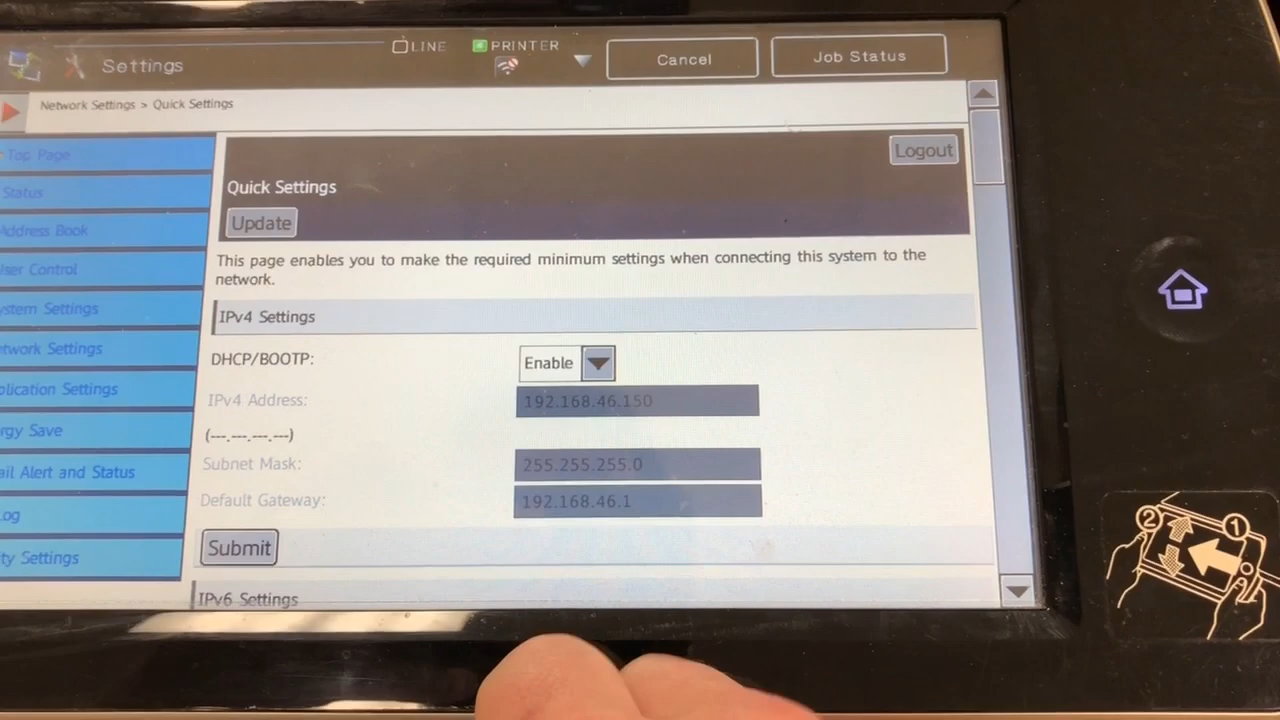 Settings
LINE
PRINTER
Cancel
Job Status
Network Settings > Quick Settings
Top Page
Status
Address Book
ser Control
ystem Settings
twork Settings
plication Settings
rgy Save
ail Alert and Status
Log
ty Settings
Logout
Quick Settings
Update
This page enables you to make the required minimum settings when connecting this system to the
network.
IPv4 Settings
DHCP/BOOTP: Enable
IPv4 Address: 192.168.46.150
(---.---.---.---)
Subnet Mask: 255.255.255.0
Default Gateway: 192.168.46.1
Submit
IPv6 Settings
2
1